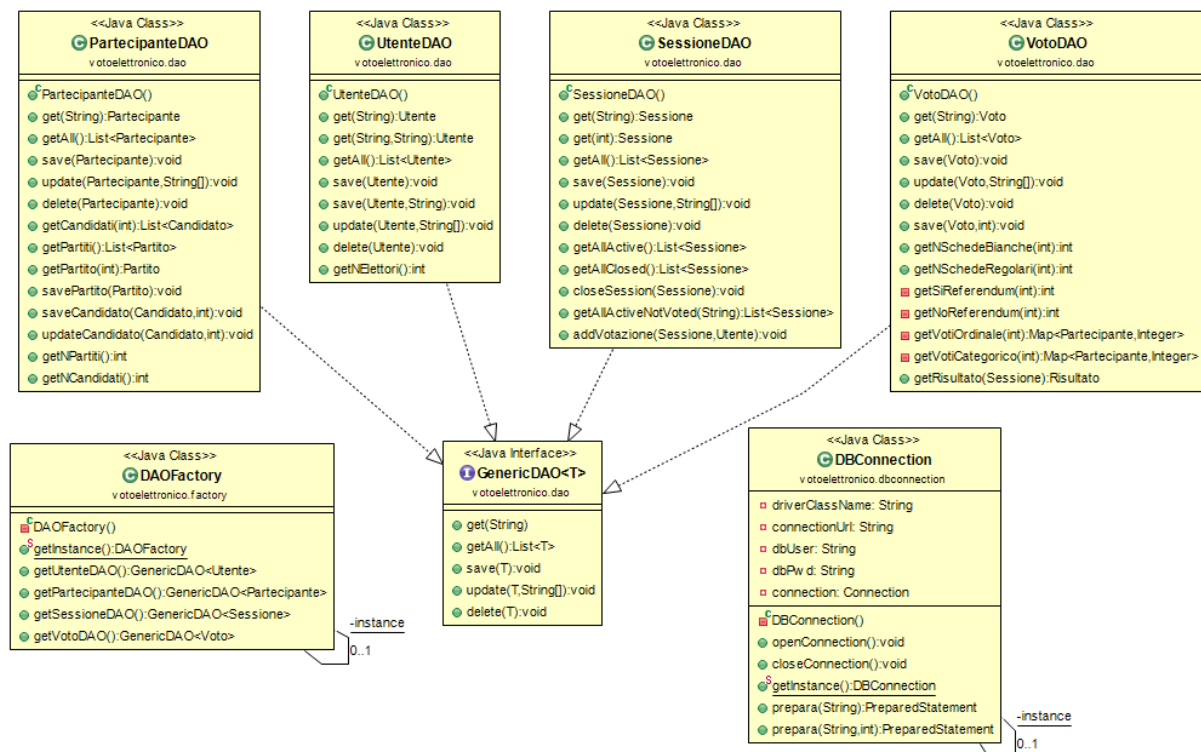 <<Java Class>>
PartecipanteDAO
votoelettronico.dao
PartecipanteDAO()
get(String):Partecipante
getAll():List<Partecipante>
save(Partecipante):void
update(Partecipante,String[]):void
delete(Partecipante):void
getCandidati(int):List<Candidato>
getPartiti():List<Partito>
getPartito(int):Partito
savePartito(Partito):void
saveCandidato(Candidato,int):void
updateCandidato(Candidato,int):void
getNPartiti():int
getNCandidati():int
<<Java Class>>
UtenteDAO
votoelettronico.dao
UtenteDAO()
get(String):Utente
get(String,String):Utente
getAll():List<Utente>
save(Utente):void
save(Utente,String):void
update(Utente,String[]):void
delete(Utente):void
getNElettori():int
<<Java Class>>
SessioneDAO
votoelettronico.dao
SessioneDAO()
get(String):Sessione
get(int):Sessione
getAll():List<Sessione>
save(Sessione):void
update(Sessione,String[]):void
delete(Sessione):void
getAllActive():List<Sessione>
getAllClosed():List<Sessione>
closeSession(Sessione):void
getAllActiveNotVoted(String):List<Sessione>
addVotazione(Sessione,Utente):void
<<Java Class>>
VotoDAO
votoelettronico.dao
VotoDAO()
get(String):Voto
getAll():List<Voto>
save(Voto):void
update(Voto,String[]):void
delete(Voto):void
save(Voto,int):void
getNSchedeBianche(int):int
getNSchedeRegolari(int):int
getSiReferendum(int):int
getNoReferendum(int):int
getVotiOrdinale(int):Map<Partecipante,Integer>
getVotiCategorico(int):Map<Partecipante,Integer>
getRisultato(Sessione):Risultato
<<Java Class>>
DAOFactory
votoelettronico.factory
DAOFactory()
getInstance():DAOFactory
getUtenteDAO():GenericDAO<Utente>
getPartecipanteDAO():GenericDAO<Partecipante>
getSessioneDAO():GenericDAO<Sessione>
getVotoDAO():GenericDAO<Voto>
-instance
0..1
<<Java Interface>>
GenericDAO<T>
votoelettronico.dao
get(String)
getAll():List<T>
save(T):void
update(T,String[]):void
delete(T):void
<<Java Class>>
DBConnection
votoelettronico.dbconnection
driverClassName: String
connectionUrl: String
dbUser: String
dbPwd: String
connection: Connection
DBConnection()
openConnection():void
closeConnection():void
getInstance():DBConnection
prepara(String):PreparedStatement
prepara(String,int):PreparedStatement
-instance
0..1